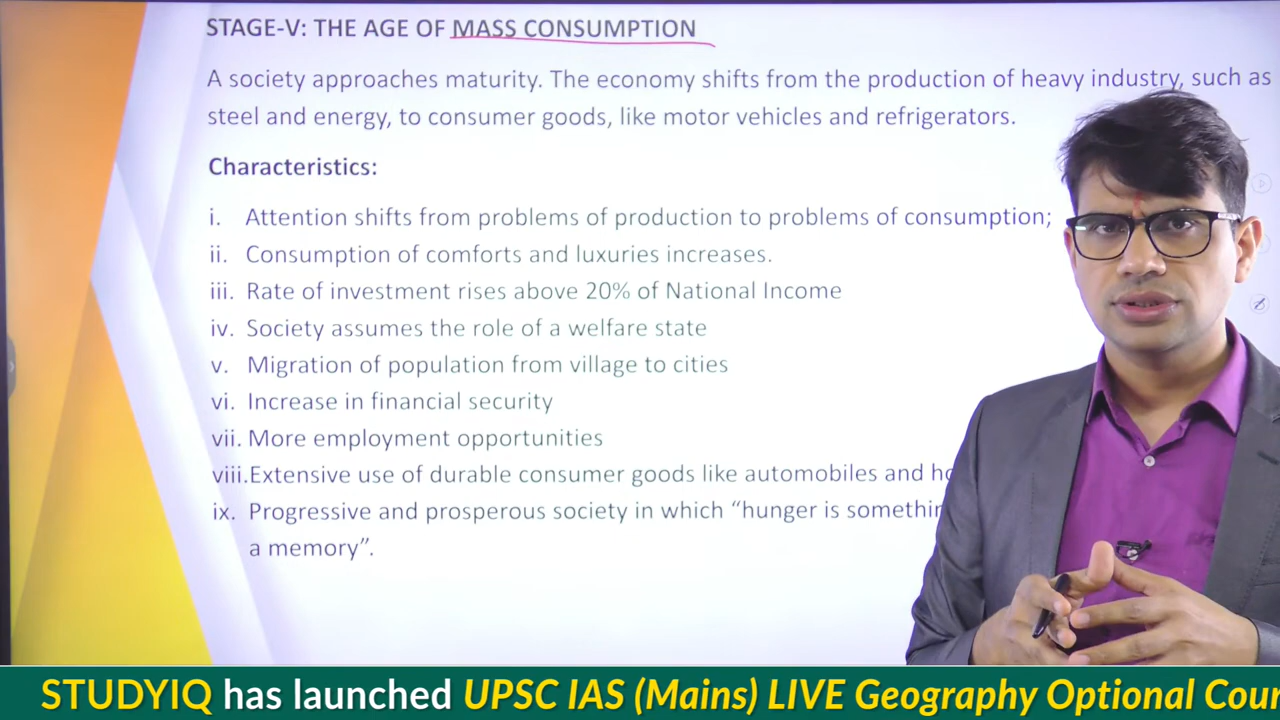 STAGE-V: THE AGE OF MASS CONSUMPTION
A society approaches maturity. The economy shifts from the production of heavy industry, such as
steel and energy, to consumer goods, like motor vehicles and refrigerators.
Characteristics:
i. Attention shifts from problems of production to problems of consumption;
ii. Consumption of comforts and luxuries increases.
iii. Rate of investment rises above 20% of National Income
iv. Society assumes the role of a welfare state
v. Migration of population from village to cities
vi. Increase in financial security
vii. More employment opportunities
viii.Extensive use of durable consumer goods like automobiles and
ix. Progressive and prosperous society in which “hunger is
a memory”.
STUDYIQ has launched UPSC IAS (Mains) LIVE Geography Optional